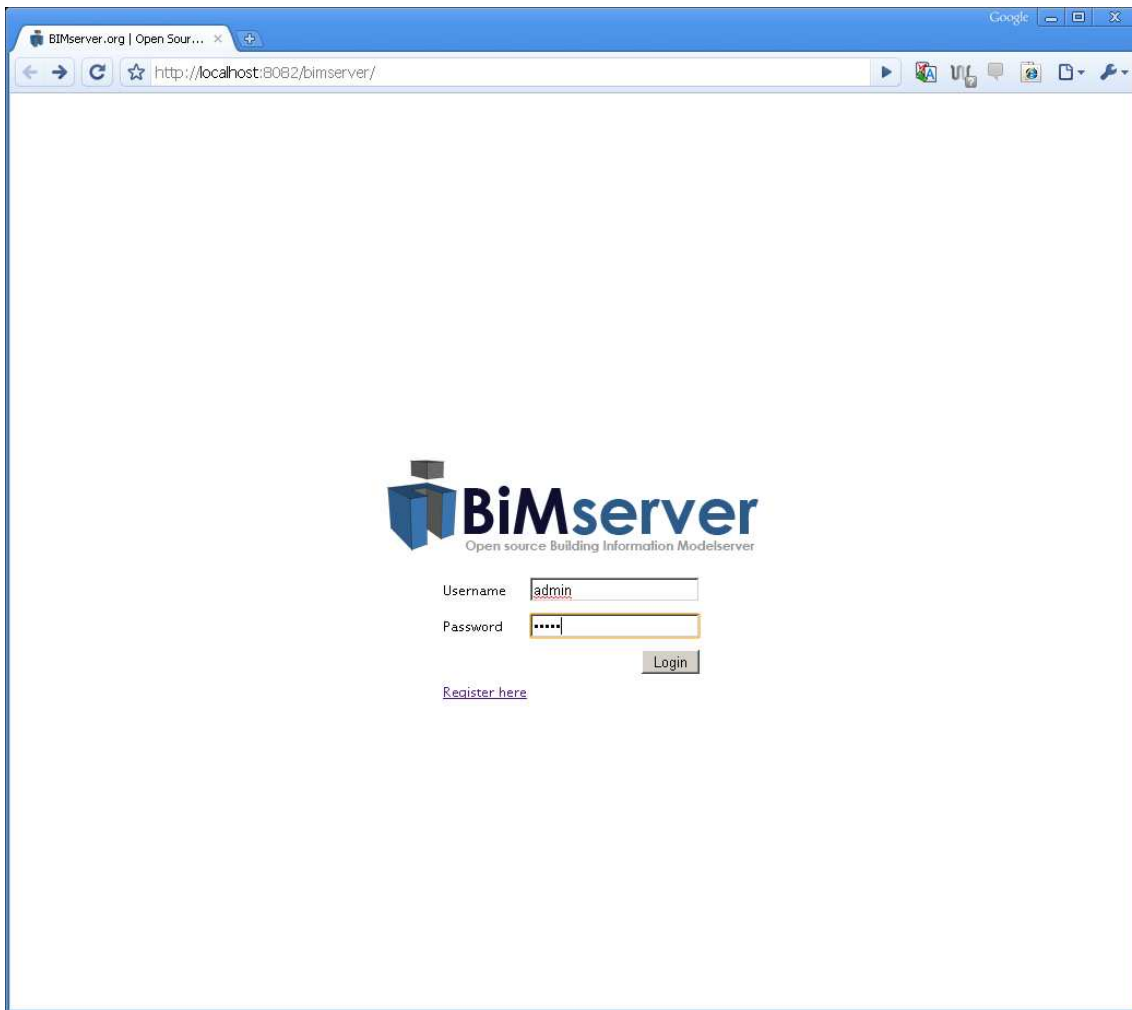 Google
BIMserver.org | Open Sour...
http://localhost:8082/bimserver/
BiMserver
Open source Building Information Modelserver
Username admin
Password •••••
Login
Register here